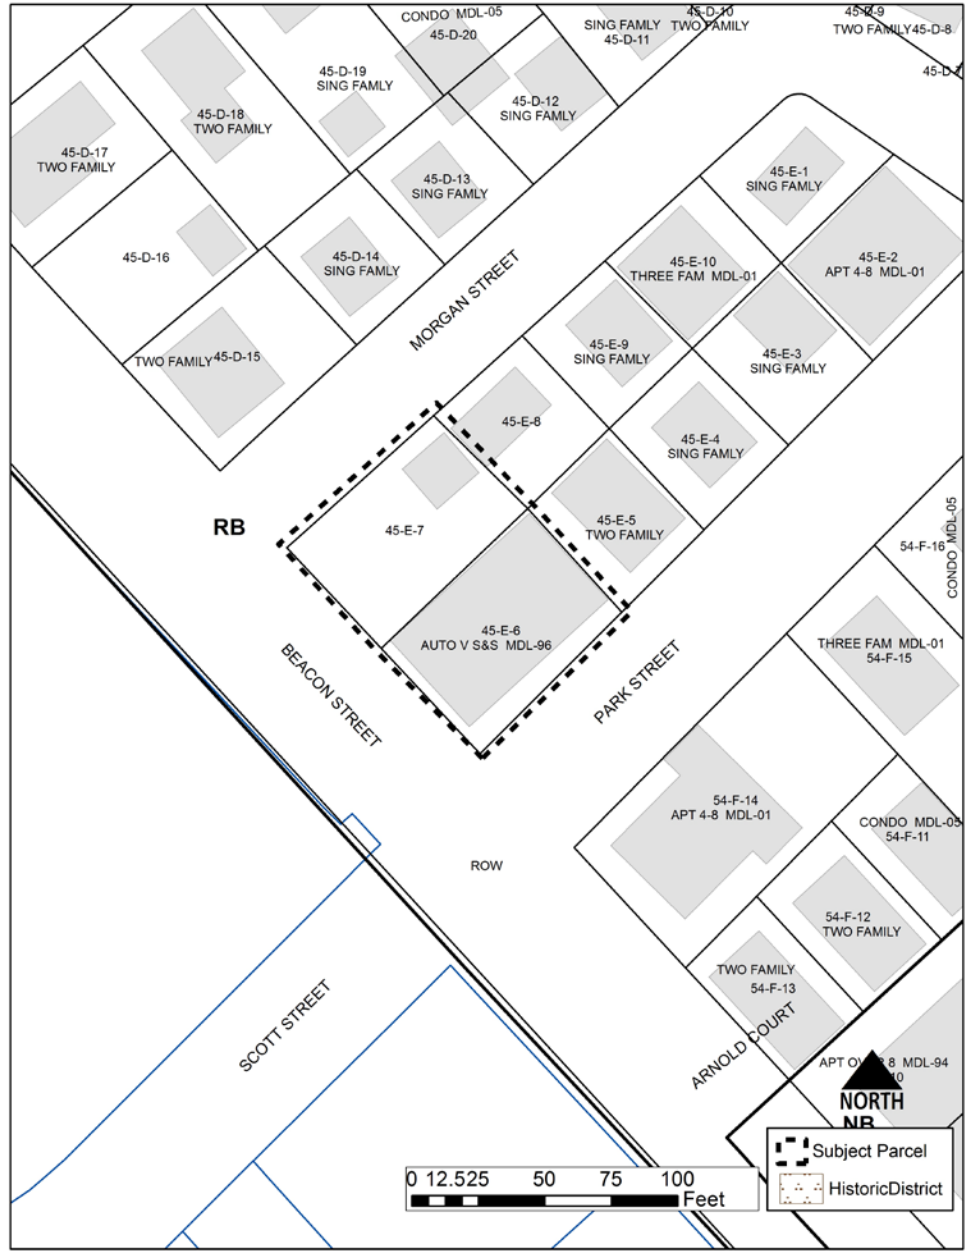 CONDO MDL-05
45-D-20
SING FAMILY
45-D-11
45-D-10
TWO FAMILY
45-D-9
TWO FAMILY
45-D-8
45-D-7
45-D-19
SING FAMLY
45-D-12
SING FAMLY
45-D-18
TWO FAMILY
45-D-17
TWO FAMILY
45-D-13
SING FAMLY
45-E-1
SING FAMLY
45-D-16
45-D-14
SING FAMLY
45-E-10
THREE FAM MDL-01
45-E-2
APT 4-8 MDL-01
MORGAN STREET
TWO FAMILY
45-D-15
45-E-9
SING FAMLY
45-E-3
SING FAMLY
45-E-8
45-E-4
SING FAMLY
RB
45-E-7
45-E-5
TWO FAMILY
CONDO MDL-05
54-F-16
45-E-6
AUTO V S&S MDL-96
THREE FAM MDL-01
54-F-15
BEACON STREET
PARK STREET
54-F-14
APT 4-8 MDL-01
CONDO MDL-05
54-F-11
ROW
54-F-12
TWO FAMILY
TWO FAMILY
54-F-13
SCOTT STREET
ARNOLD COURT
MDL-94
NORTH
NB
Subject Parcel
HistoricDistrict
0 12.525 50 75 100
Feet